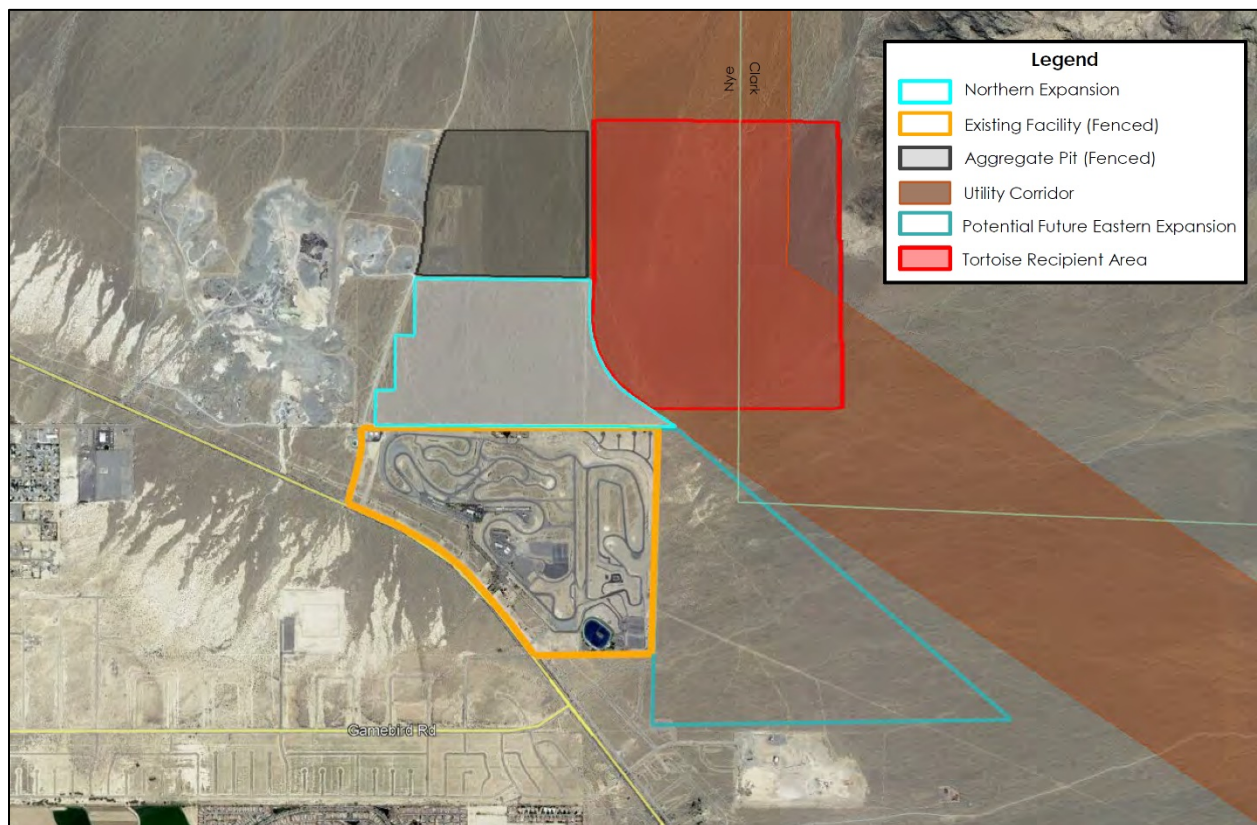 Clark
Nye
Legend
Northern Expansion
Existing Facility (Fenced)
Aggregate Pit (Fenced)
Utility Corridor
Potential Future Eastern Expansion
Tortoise Recipient Area
Gamebird Rd